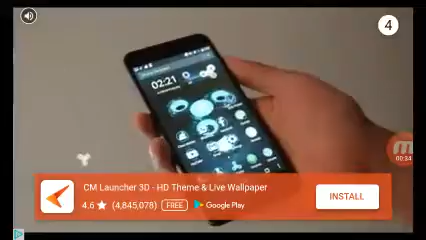 4
02:21
00:34
CM Launcher 3D - HD Theme & Live Wallpaper
4.6 ★ (4,845,078) FREE Google Play
INSTALL